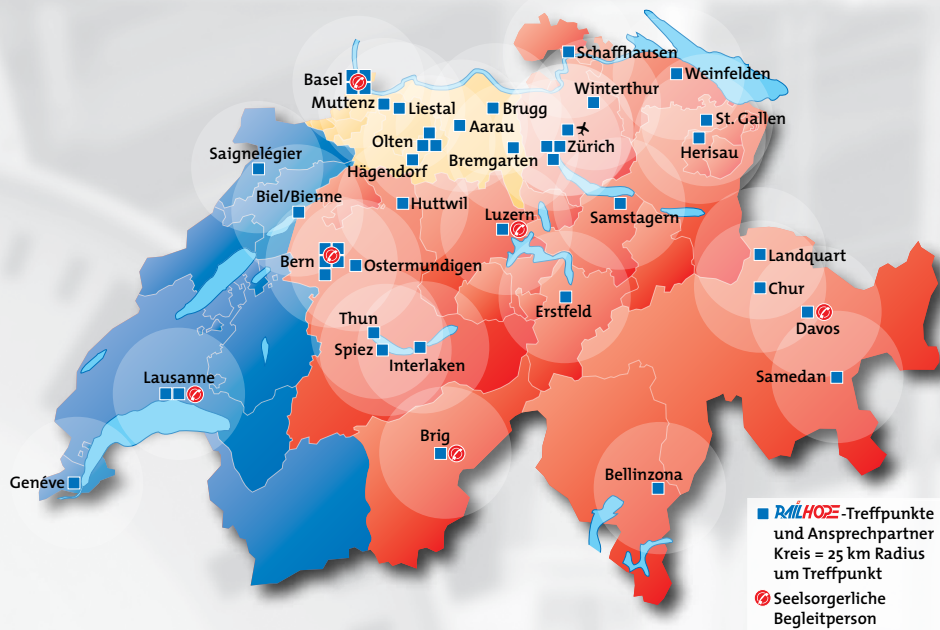 Schaffhausen
Basel
Weinfelden
Muttenz
Liestal
Winterthur
Brugg
St. Gallen
Aarau
Olten
Zürich
Herisau
Saignelégier
Bremgarten
Hägendorf
Biel/Bienne
Huttwil
Luzern
Samstagern
Bern
Ostermundigen
Landquart
Chur
Erstfeld
Thun
Davos
Spiez
Interlaken
Lausanne
Samedan
Brig
Bellinzona
Genéve
RAILHOPE-Treffpunkte
und Ansprechpartner
Kreis = 25 km Radius
um Treffpunkt
Seelsorgerliche
Begleitperson